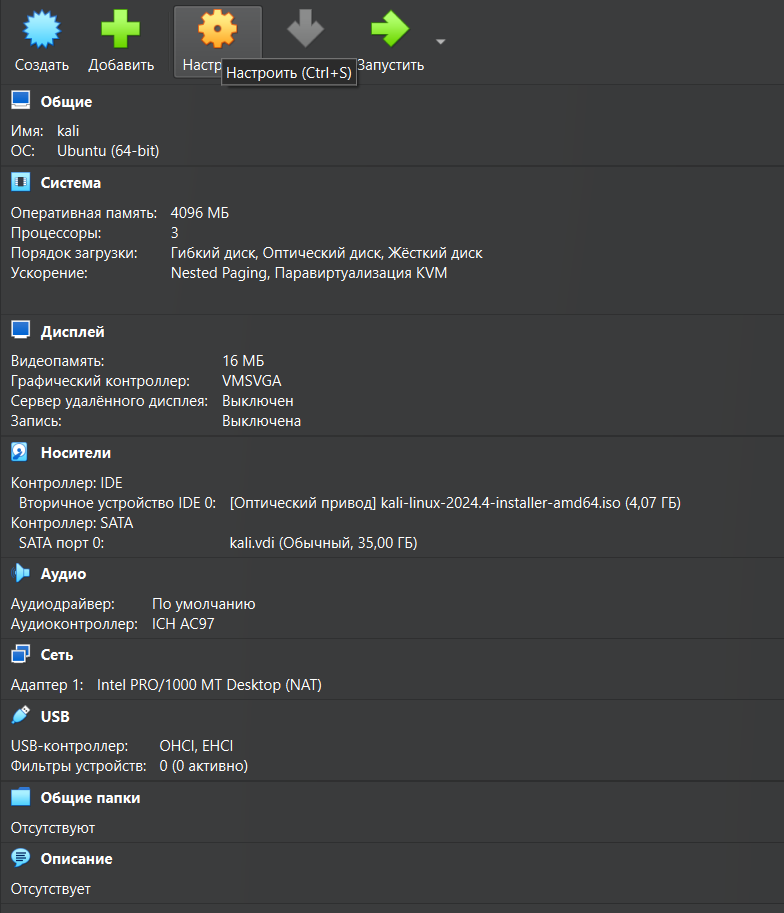 Создать Добавить Настр Запустить
Настроить (Ctrl+S)
Общие
Имя: kali
ОС: Ubuntu (64-bit)
Система
Оперативная память: 4096 МБ
Процессоры: 3
Порядок загрузки: Гибкий диск, Оптический диск, Жёсткий диск
Ускорение: Nested Paging, Паравиртуализация KVM
Дисплей
Видеопамять: 16 МБ
Графический контроллер: VMSVGA
Сервер удалённого дисплея: Выключен
Запись: Выключена
Носители
Контроллер: IDE
Вторичное устройство IDE 0: [Оптический привод] kali-linux-2024.4-installer-amd64.iso (4,07 ГБ)
Контроллер: SATA
SATA порт 0: kali.vdi (Обычный, 35,00 ГБ)
Аудио
Аудиодрайвер: По умолчанию
Аудиоконтроллер: ICH AC97
Сеть
Адаптер 1: Intel PRO/1000 MT Desktop (NAT)
USB
USB-контроллер: OHCI, EHCI
Фильтры устройств: 0 (0 активно)
Общие папки
Отсутствуют
Описание
Отсутствует